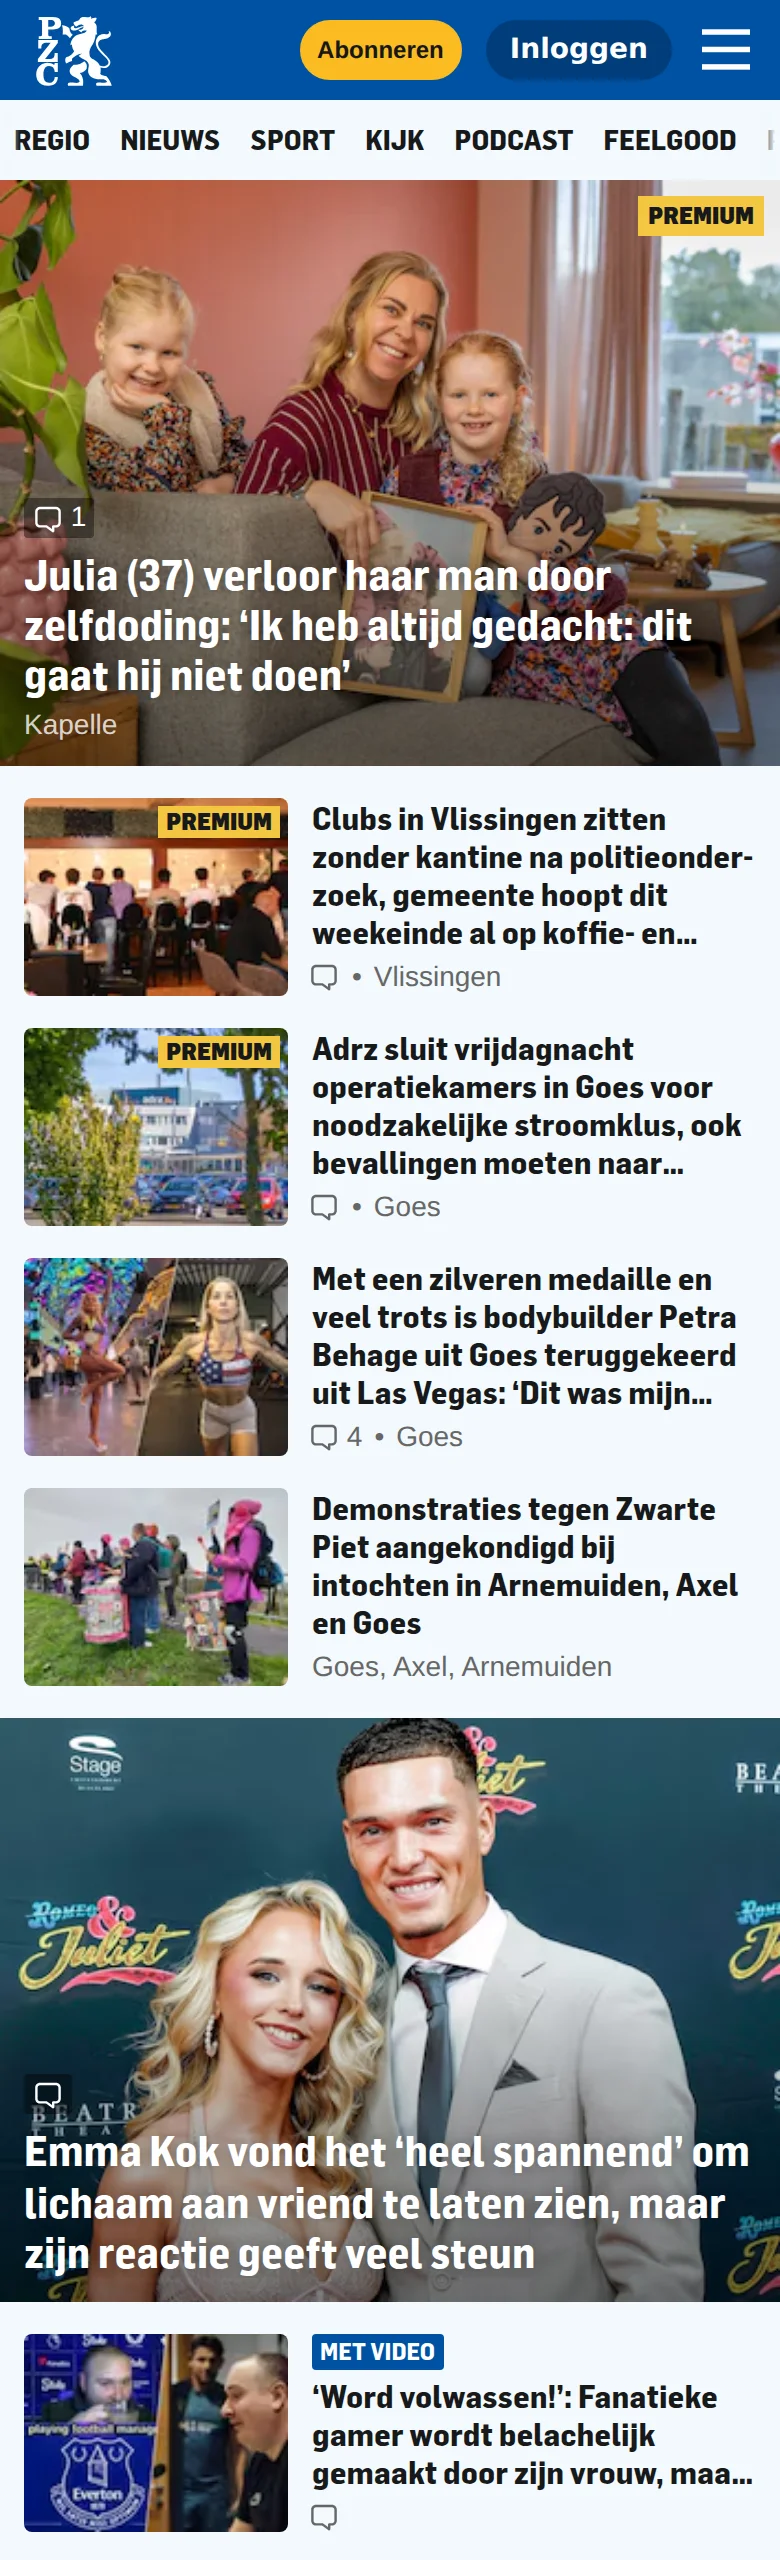 PZC
Abonneren
Inloggen
REGIO NIEUWS SPORT KIJK PODCAST FEELGOOD
PREMIUM
1
Julia (37) verloor haar man door
zelfdoding: ‘Ik heb altijd gedacht: dit
gaat hij niet doen’
Kapelle
PREMIUM
Clubs in Vlissingen zitten
zonder kantine na politieonder-
zoek, gemeente hoopt dit
weekeinde al op koffie- en...
• Vlissingen
PREMIUM
Adrz sluit vrijdagnacht
operatiekamers in Goes voor
noodzakelijke stroomklus, ook
bevallingen moeten naar...
• Goes
Met een zilveren medaille en
veel trots is bodybuilder Petra
Behage uit Goes teruggekeerd
uit Las Vegas: ‘Dit was mijn...
4 • Goes
Demonstraties tegen Zwarte
Piet aangekondigd bij
intochten in Arnemuiden, Axel
en Goes
Goes, Axel, Arnemuiden
Stage
Romeo & Juliet
BEATR
Emma Kok vond het ‘heel spannend’ om
lichaam aan vriend te laten zien, maar
zijn reactie geeft veel steun
MET VIDEO
‘Word volwassen!’: Fanatieke
gamer wordt belachelijk
gemaakt door zijn vrouw, maa...
playing football manage
Everton